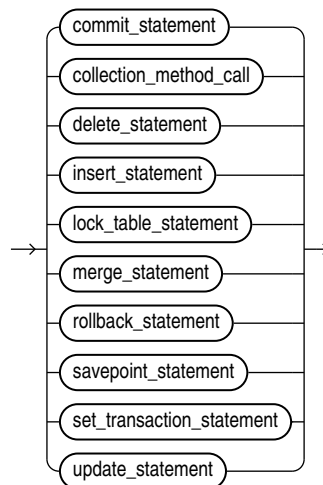 commit_statement
collection_method_call
delete_statement
insert_statement
lock_table_statement
merge_statement
rollback_statement
savepoint_statement
set_transaction_statement
update_statement